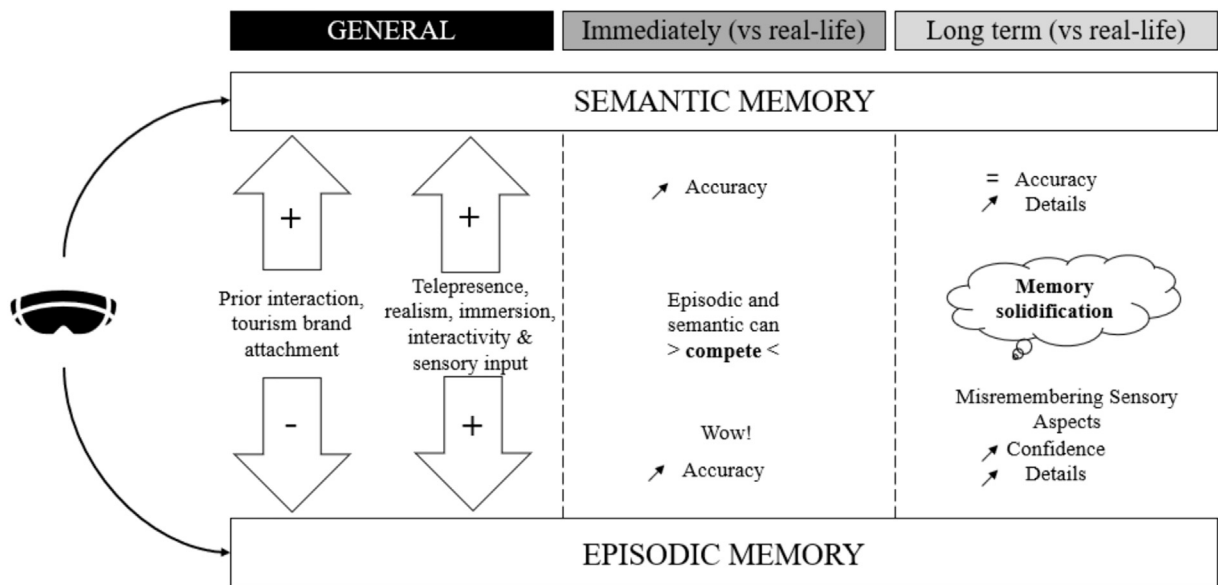 GENERAL
Immediately (vs real-life)
Long term (vs real-life)
SEMANTIC MEMORY
+
+
Prior interaction,
tourism brand
attachment
Telepresence,
realism, immersion,
interactivity &
sensory input
-
+
↗ Accuracy
Episodic and
semantic can
> compete <
Wow!
↗ Accuracy
= Accuracy
↗ Details
Memory
solidification
Misremembering Sensory
Aspects
↗ Confidence
↗ Details
EPISODIC MEMORY